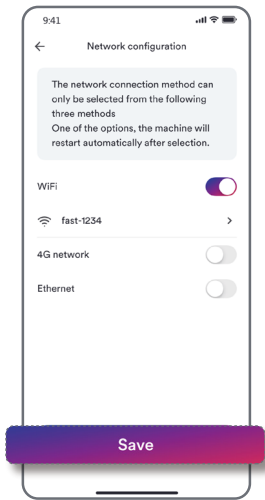 9:41
Network configuration
The network connection method can
only be selected from the following
three methods
One of the options, the machine will
restart automatically after selection.
WiFi
fast-1234
4G network
Ethernet
Save